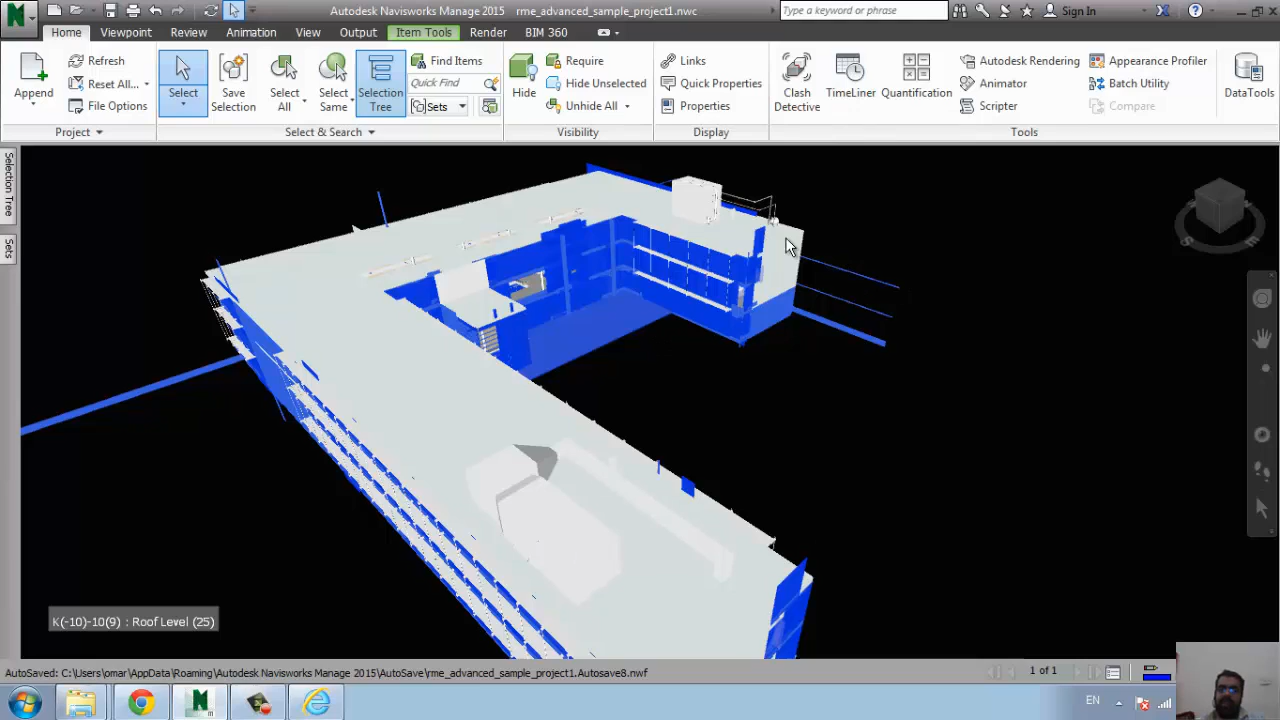 Autodesk Navisworks Manage 2015 rme_advanced_sample_project1.nwc
Type a keyword or phrase
Sign In
Home Viewpoint Review Animation View Output Item Tools Render BIM 360
Append
Refresh
Reset All...
File Options
Project
Select
Save Selection
Select All
Select Same
Selection Tree
Find Items
Quick Find
Sets
Select & Search
Hide
Require
Hide Unselected
Unhide All
Visibility
Links
Quick Properties
Properties
Display
Clash Detective
TimeLiner
Quantification
Autodesk Rendering
Animator
Scripter
Appearance Profiler
Batch Utility
Compare
Tools
DataTools
Selection Tree
Sets
S
E
K(-10)-10(9) : Roof Level (25)
AutoSaved: C:\Users\omar\AppData\Roaming\Autodesk Navisworks Manage 2015\AutoSave\rme_advanced_sample_project1.Autosave8.nwf
1 of 1
EN